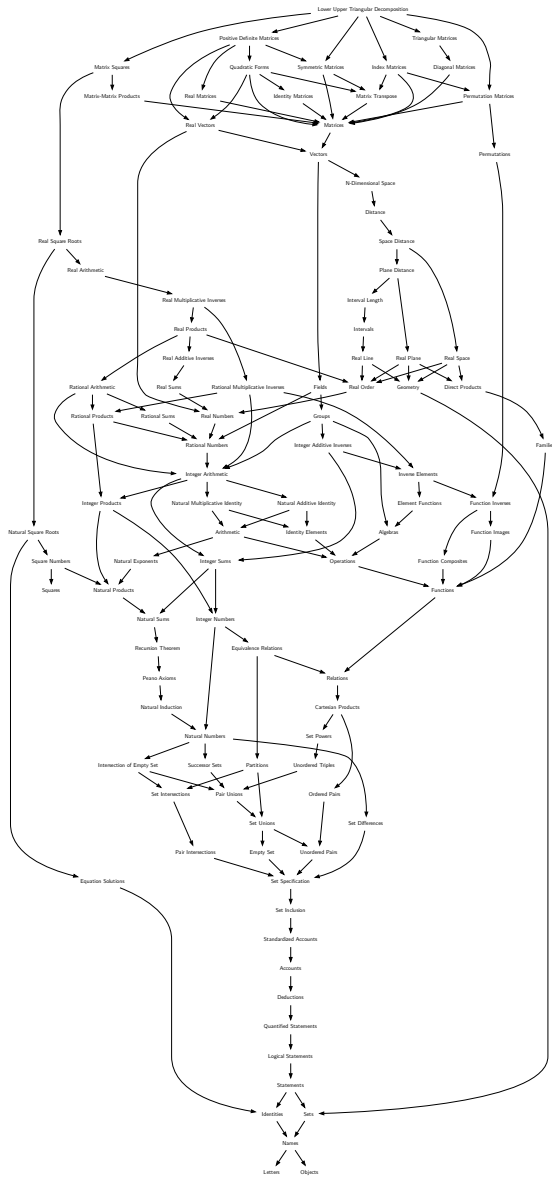 Lower Upper Triangular Decomposition
Positive Definite Matrices
Triangular Matrices
Matrix Squares
Quadratic Forms
Symmetric Matrices
Index Matrices
Diagonal Matrices
Matrix-Matrix Products
Real Matrices
Identity Matrices
Matrix Transpose
Permutation Matrices
Real Vectors
Matrices
Vectors
Permutations
N-Dimensional Space
Distance
Real Square Roots
Space Distance
Real Arithmetic
Plane Distance
Real Multiplicative Inverses
Interval Length
Real Products
Intervals
Real Additive Inverses
Real Line
Real Plane
Real Space
Rational Arithmetic
Real Sums
Rational Multiplicative Inverses
Fields
Real Order
Geometry
Direct Products
Rational Products
Rational Sums
Real Numbers
Groups
Rational Numbers
Integer Additive Inverses
Familie
Integer Arithmetic
Inverse Elements
Integer Products
Natural Multiplicative Identity
Natural Additive Identity
Element Functions
Function Inverses
Natural Square Roots
Arithmetic
Identity Elements
Algebras
Function Images
Square Numbers
Natural Exponents
Integer Sums
Operations
Function Composites
Squares
Natural Products
Functions
Natural Sums
Integer Numbers
Recursion Theorem
Equivalence Relations
Peano Axioms
Relations
Natural Induction
Cartesian Products
Natural Numbers
Set Powers
Intersection of Empty Set
Successor Sets
Partitions
Unordered Triples
Set Intersections
Pair Unions
Ordered Pairs
Set Unions
Set Differences
Pair Intersections
Empty Set
Unordered Pairs
Equation Solutions
Set Specification
Set Inclusion
Standardized Accounts
Accounts
Deductions
Quantified Statements
Logical Statements
Statements
Identities
Sets
Names
Letters
Objects